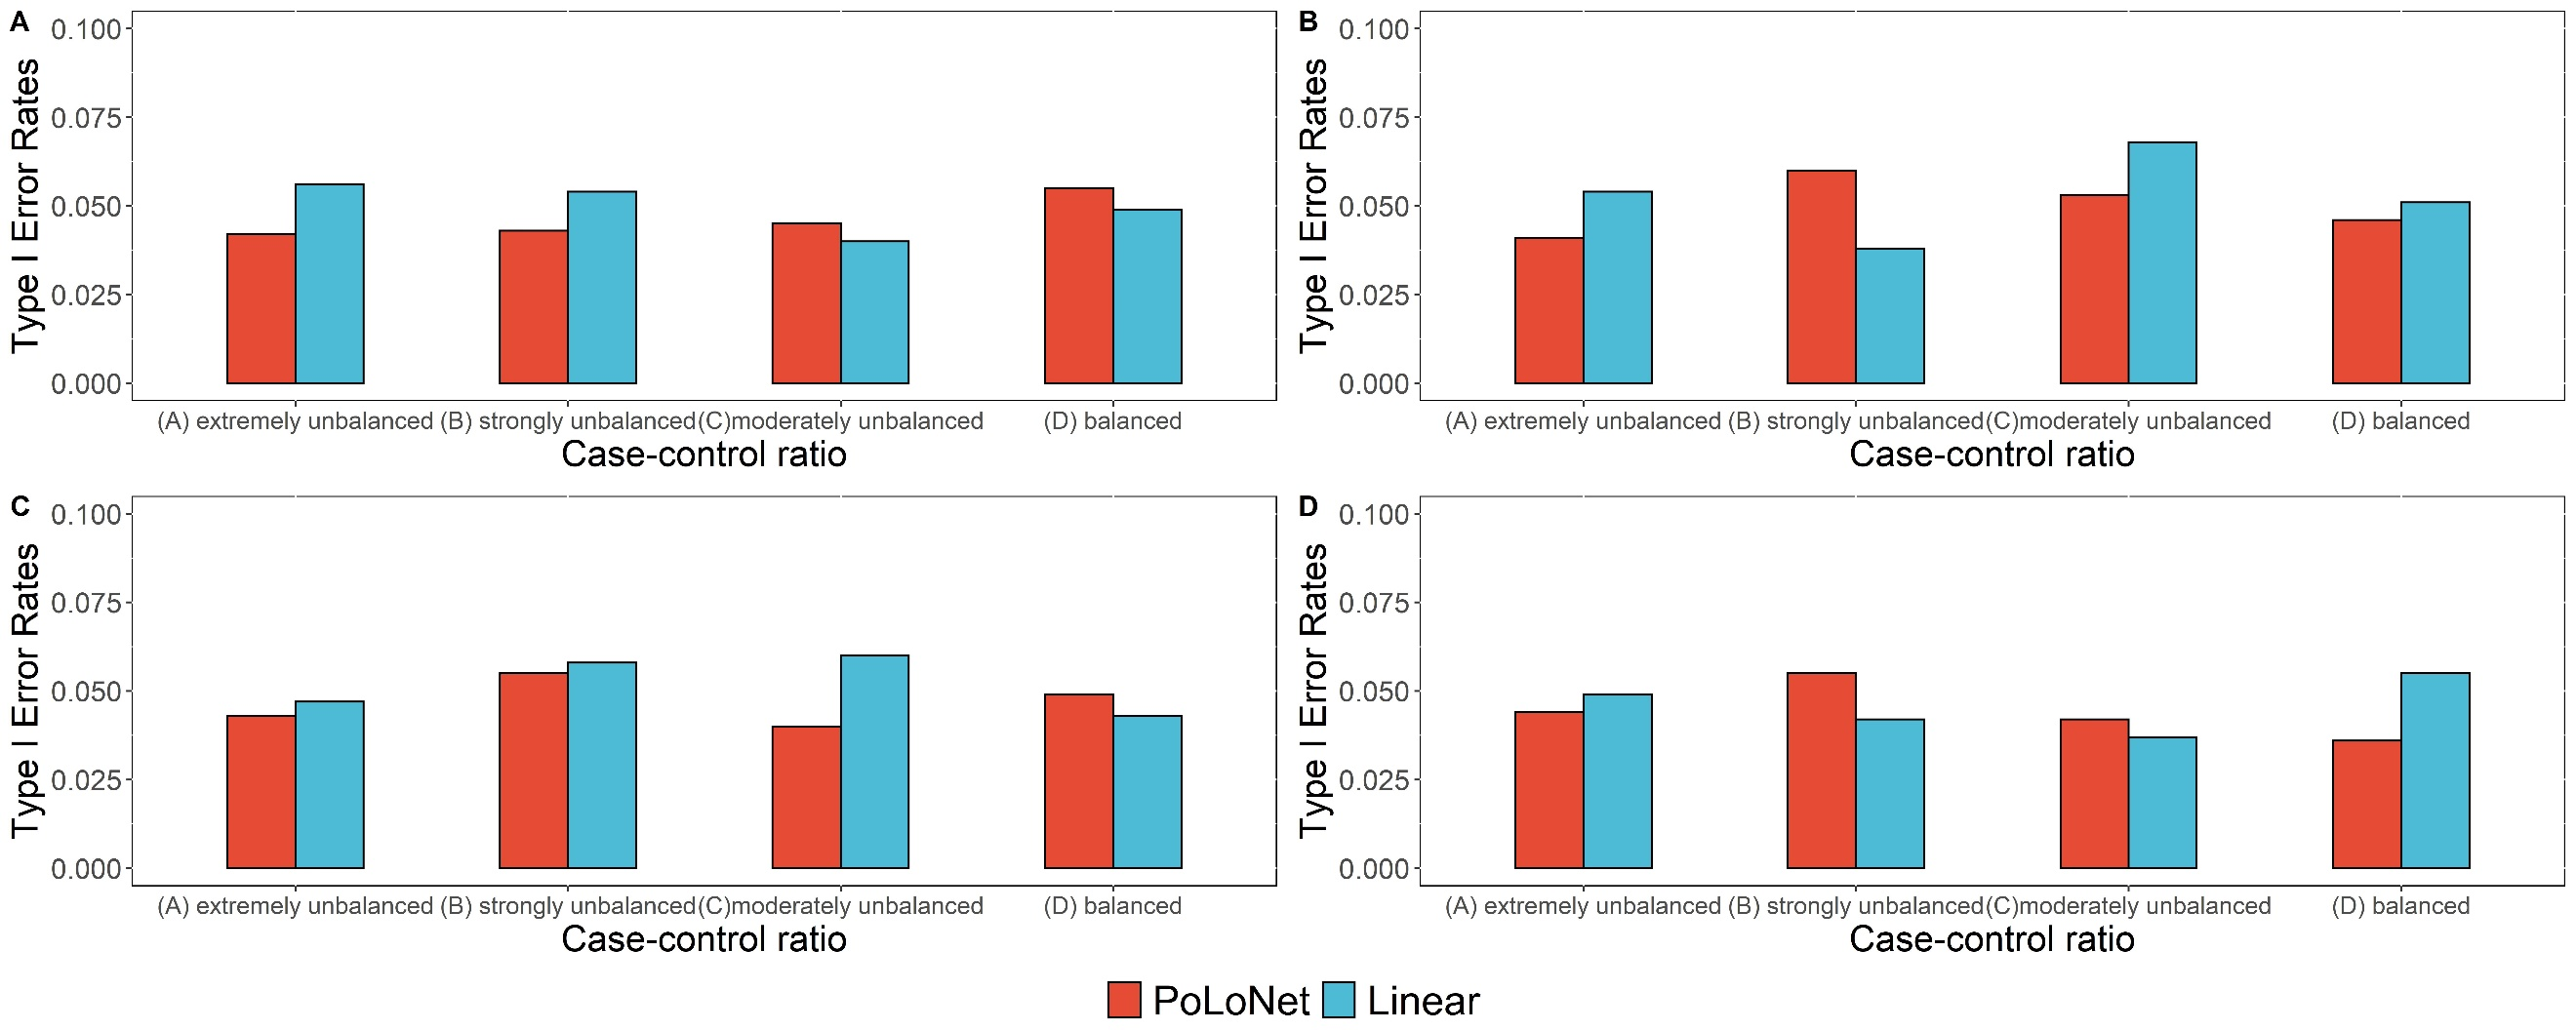 A
0.100
0.075
0.050
0.025
0.000
Type I Error Rates
(A) extremely unbalanced (B) strongly unbalanced (C)moderately unbalanced (D) balanced
Case-control ratio
B
0.100
0.075
0.050
0.025
0.000
Type I Error Rates
(A) extremely unbalanced (B) strongly unbalanced (C)moderately unbalanced (D) balanced
Case-control ratio
C
0.100
0.075
0.050
0.025
0.000
Type I Error Rates
(A) extremely unbalanced (B) strongly unbalanced (C)moderately unbalanced (D) balanced
Case-control ratio
D
0.100
0.075
0.050
0.025
0.000
Type I Error Rates
(A) extremely unbalanced (B) strongly unbalanced (C)moderately unbalanced (D) balanced
Case-control ratio
PoLoNet Linear